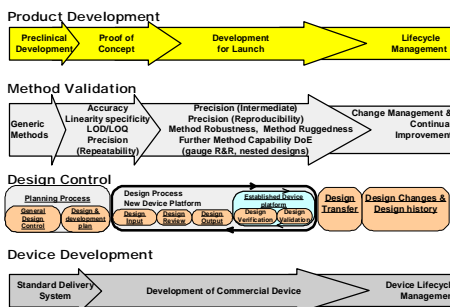 Product Development
Preclinical
Development
Proof of
Concept
Development
for Launch
Lifecycle
Management
Method Validation
Generic
Methods
Accuracy
Linearity specificity
LOD/LOQ
Precision
(Repeatability)
Precision (Intermediate)
Precision (Reproducibility)
Method Robustness, Method Ruggedness
Further Method Capability DoE
(gauge R&R, nested designs)
Change Management &
Continual
Improvement
Design Control
Planning Process
General
Design
Control
Design &
development
plan
Design Process
New Device Platform
Design
Input
Design
Review
Design
Output
Established Device
platform
Design
Verification
Design
Validation
Design
Transfer
Design Changes &
Design history
Device Development
Standard Delivery
System
Development of Commercial Device
Device Lifecycle
Management